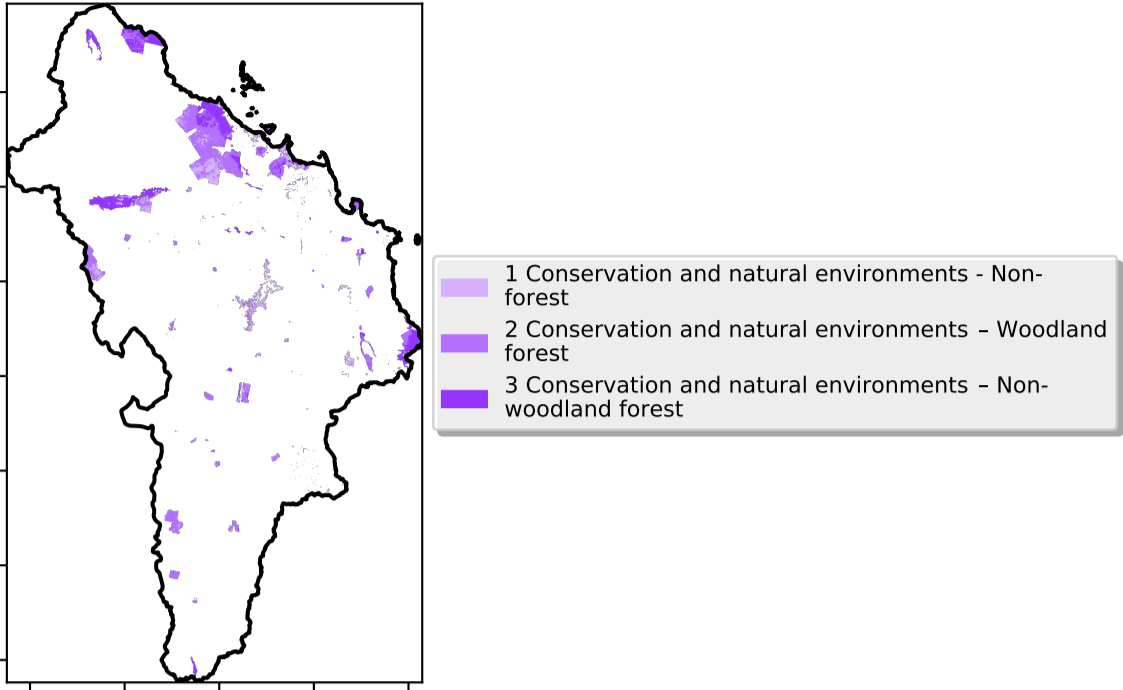 1 Conservation and natural environments - Non-
forest
2 Conservation and natural environments – Woodland
forest
3 Conservation and natural environments – Non-
woodland forest